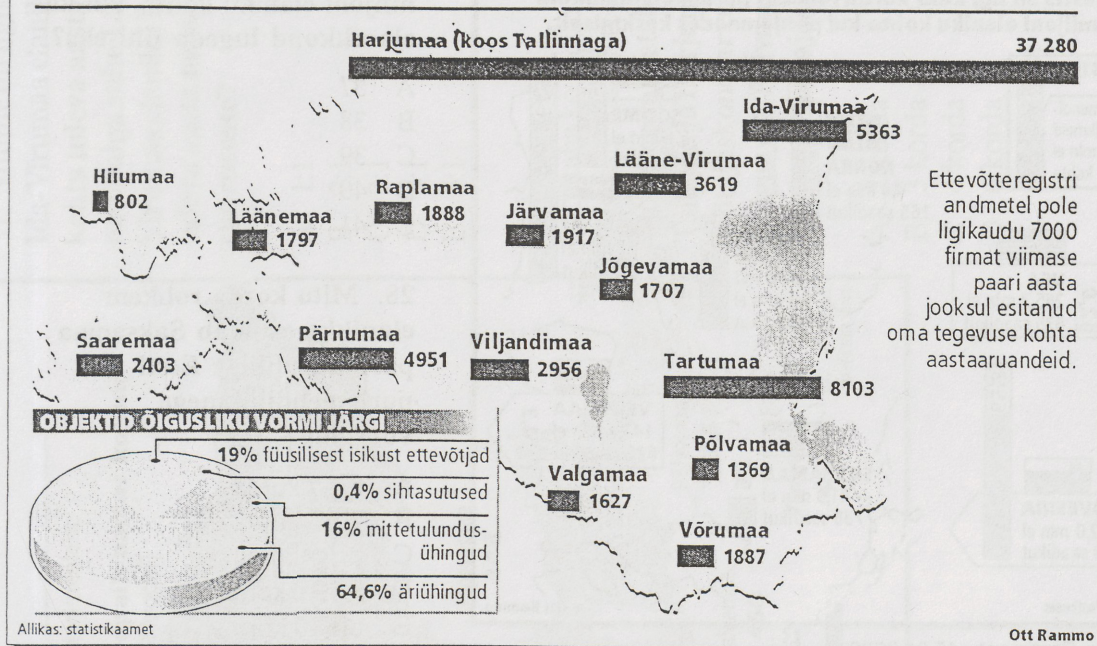 Harjumaa (koos Tallinnaga)
37 280
Ida-Virumaa
5363
Lääne-Virumaa
3619
Hiiumaa
802
Raplamaa
1888
Läänemaa
1797
Järvamaa
1917
Jõgevamaa
1707
Ettevõtteregistri
andmetel pole
ligikaudu 7000
firmat viimase
paari aasta
jooksul esitanud
oma tegevuse kohta
aastaaruandeid.
Saaremaa
2403
Pärnumaa
4951
Viljandimaa
2956
Tartumaa
8103
Põlvamaa
1369
Valgamaa
1627
Võrumaa
1887
OBJEKTID ÕIGUSLIKU VORMI JÄRGI
19% füüsilisest isikust ettevõtjad
0,4% sihtasutused
16% mittetulundus-
ühingud
64,6% äriühingud
Allikas: statistikaamet
Ott Rammo